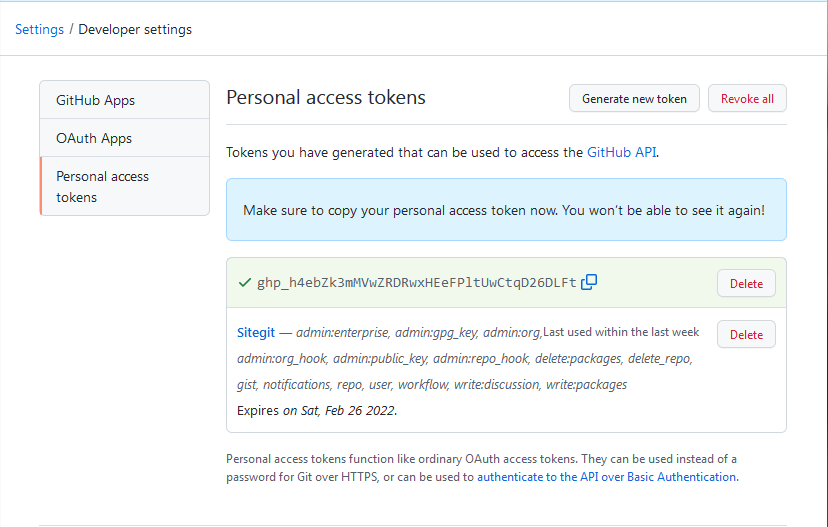 Settings / Developer settings
GitHub Apps
OAuth Apps
Personal access
tokens
Personal access tokens
Generate new token
Revoke all
Tokens you have generated that can be used to access the GitHub API.
Make sure to copy your personal access token now. You won't be able to see it again!
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
Delete
Sitegit — admin:enterprise, admin:gpg_key, admin:org, Last used within the last week
Delete
admin:org_hook, admin:public_key, admin:repo_hook, delete:packages, delete_repo,
gist, notifications, repo, user, workflow, write:discussion, write:packages
Expires on Sat, Feb 26 2022.
Personal access tokens function like ordinary OAuth access tokens. They can be used instead of a
password for Git over HTTPS, or can be used to authenticate to the API over Basic Authentication.